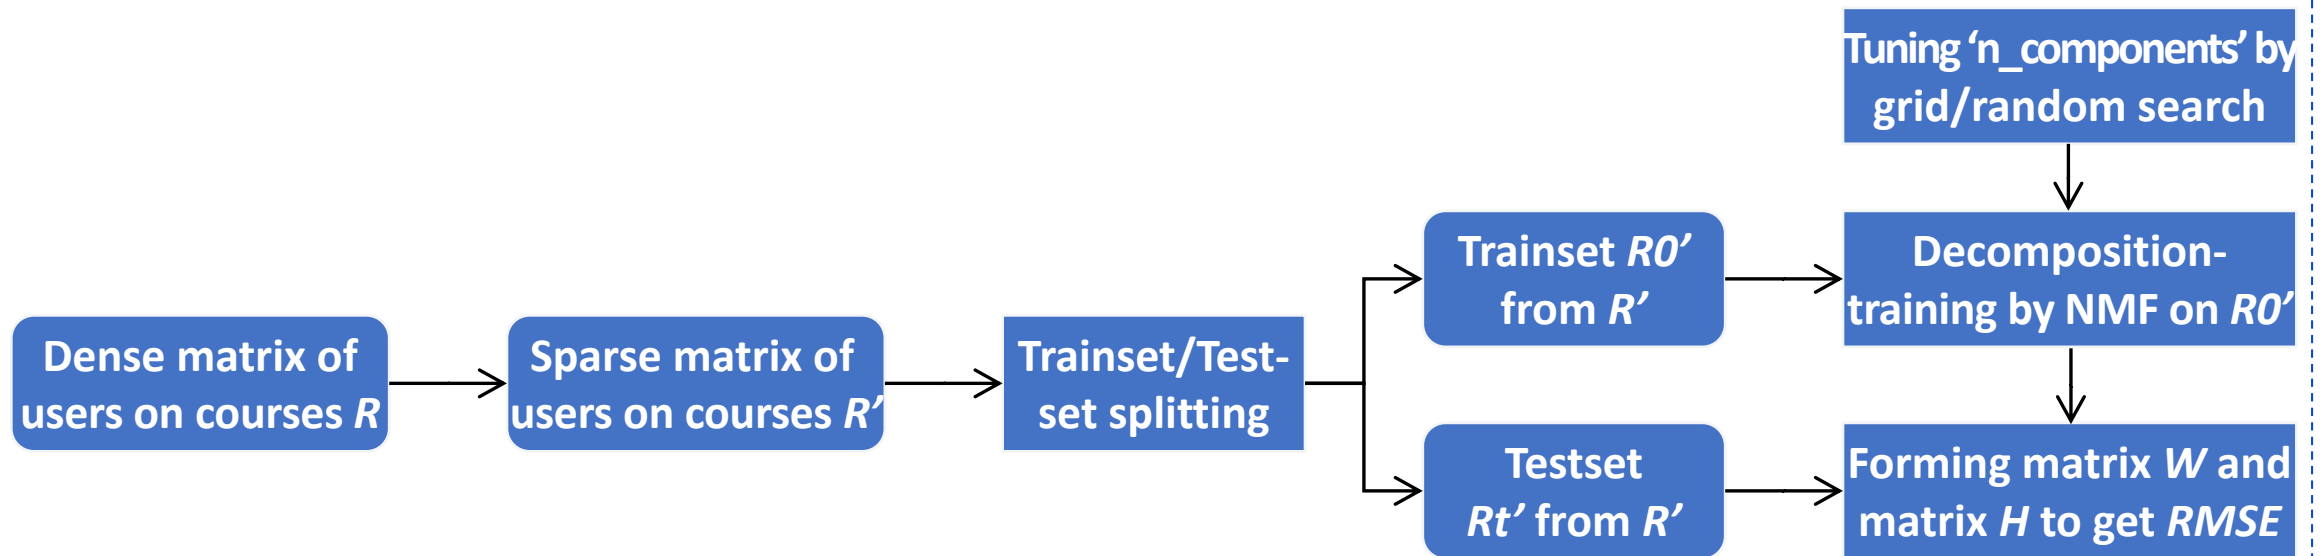 Tuning ‘n_components’ by
grid/random search
Trainset R0’
from R’
Decomposition-
training by NMF on R0’
Dense matrix of
users on courses R
Sparse matrix of
users on courses R’
Trainset/Test-
set splitting
Testset
Rt’ from R’
Forming matrix W and
matrix H to get RMSE